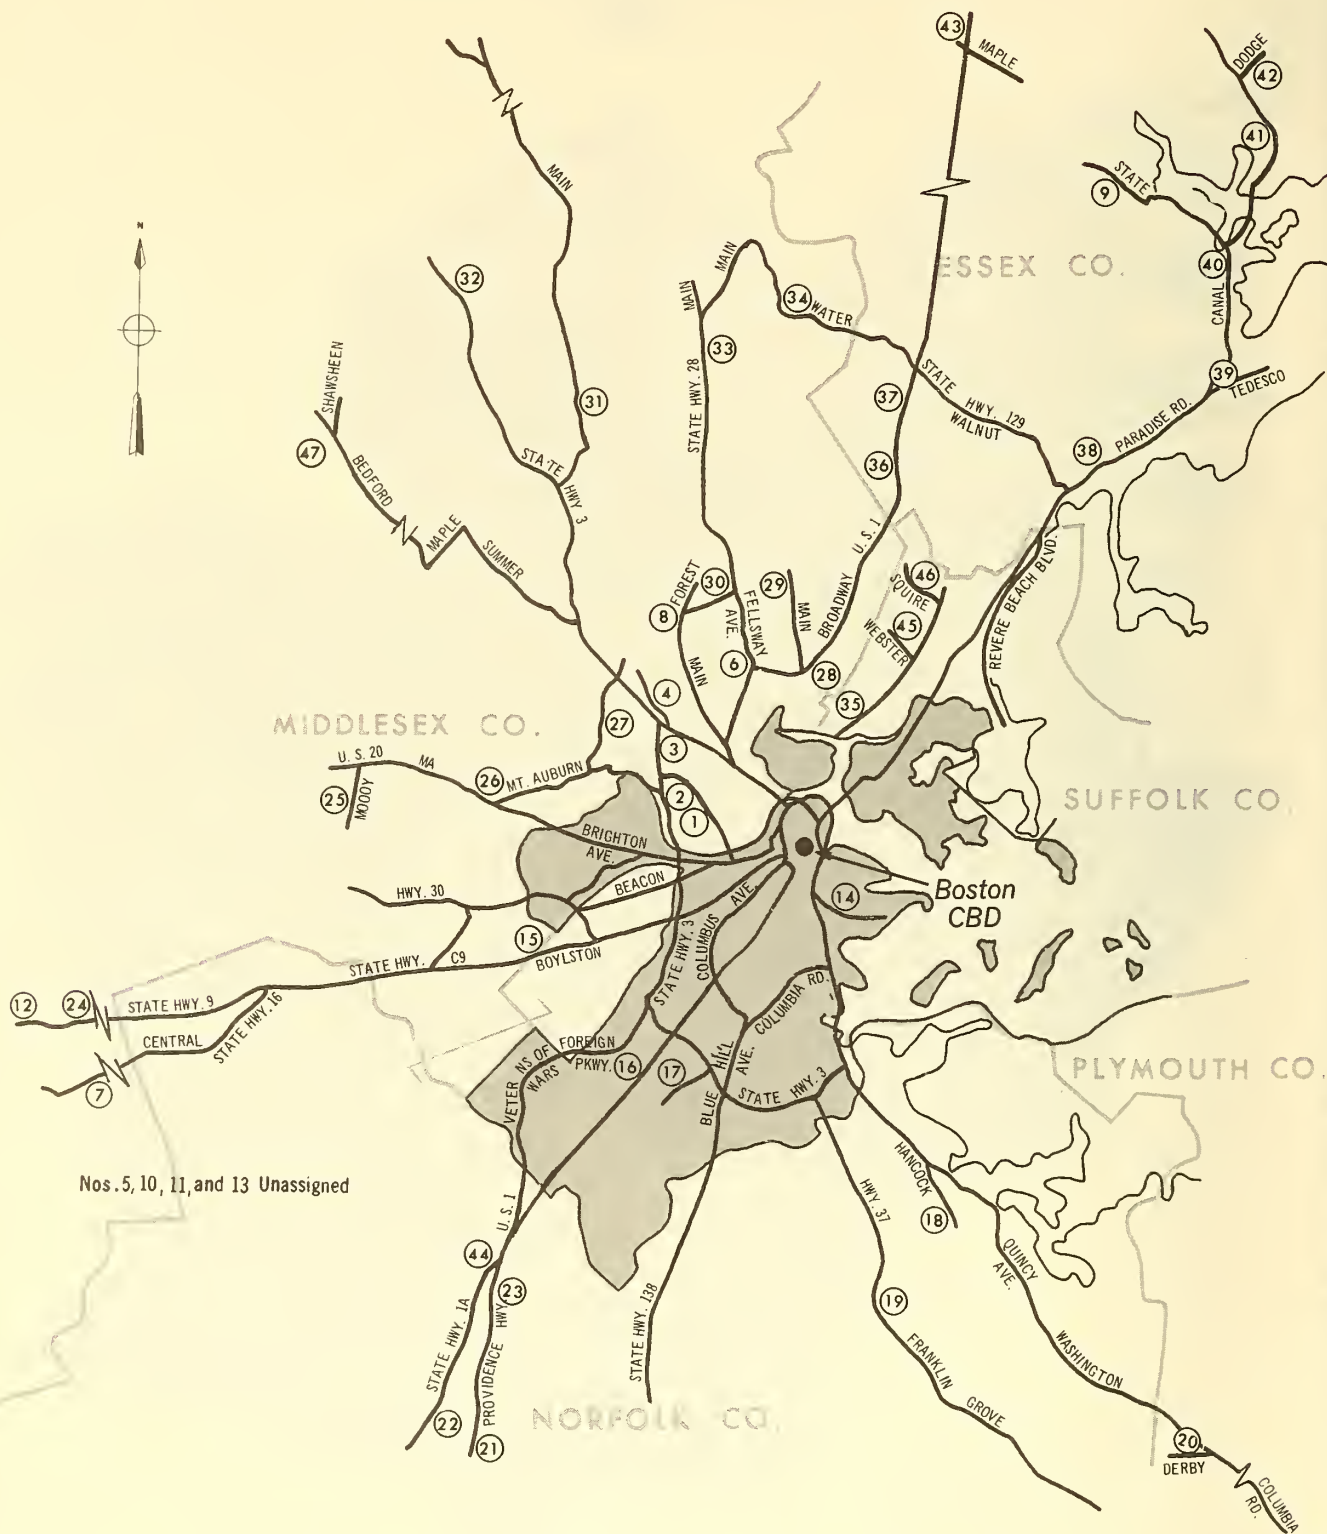 43
MAPLE
DODGE
42
41
MAIN
STATE
9
N
32
MAIN
MAIN
34
WATER
ESSEX CO.
40
CANAL
33
STATE HWY. 28
SHAWSHEEN
31
37
STATE HWY. 129
WALNUT
39
TEDESCO
PARADISE RD.
38
47
BEDFORD
STATE HWY. 3
36
MAPLE
SUMMER
U.S. 1
BROADWAY
REVERE BEACH BLVD.
FOREST
30
29
8
FELLSWAY
AVE.
MAIN
46
SQUIRE
45
WEBSTER
MAIN
6
28
35
4
27
MIDDLESEX CO.
3
U.S. 20
MA
26
MT. AUBURN
25
MOODY
2
1
SUFFOLK CO.
BRIGHTON
AVE.
BEACON
HWY. 30
AVE.
COLUMBUS
14
Boston
CBD
15
BOYLSTON
STATE HWY. 3
STATE HWY.
C9
COLUMBIA RD.
12
24
STATE HWY. 9
STATE HWY. 16
CENTRAL
7
VETERANS OF
FOREIGN
WARS
PKWY.
16
17
HILL
AVE.
BLUE
STATE HWY. 3
PLYMOUTH CO.
HANCOCK
18
HWY. 37
Nos. 5, 10, 11, and 13 Unassigned
U.S. 1
44
23
QUINCY
AVE.
19
STATE HWY. 138
STATE HWY. 1A
PROVIDENCE HWY.
WASHINGTON
FRANKLIN
GROVE
22
21
NORFOLK CO.
20
DERBY
COLUMBIA
RD.